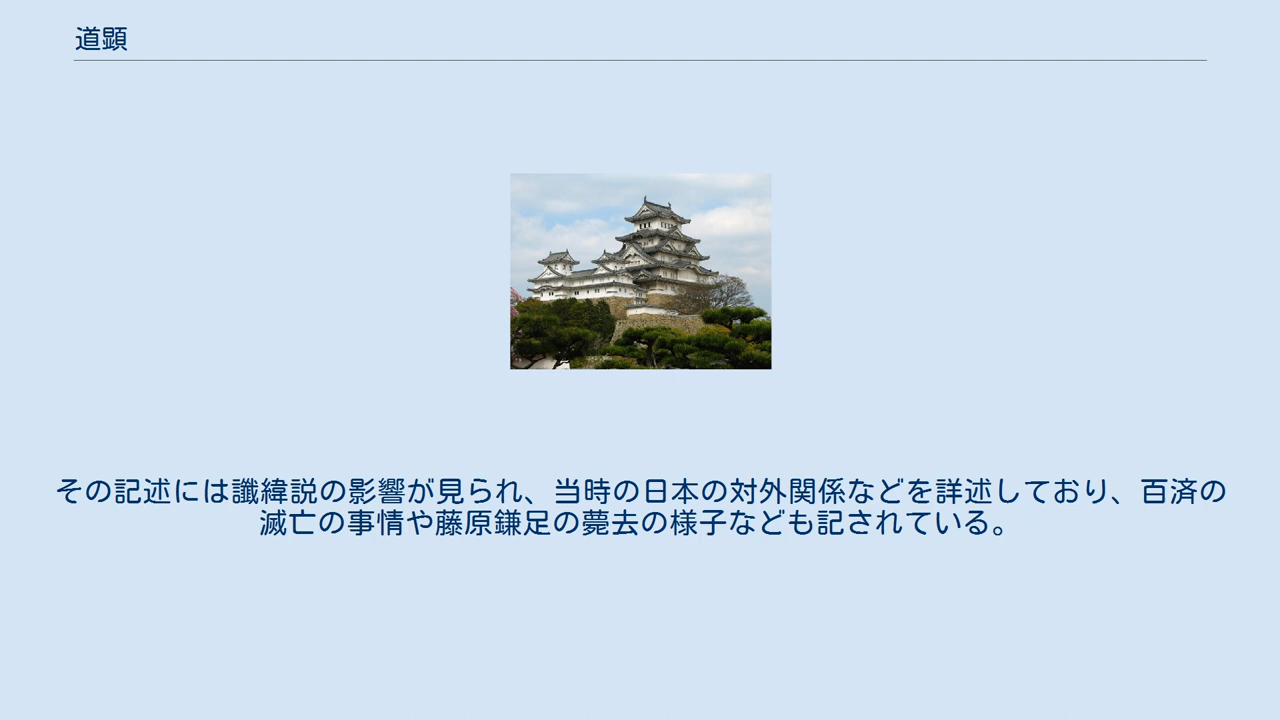 道顕
その記述には讖緯説の影響が見られ、当時の日本の対外関係などを詳述しており、百済の
滅亡の事情や藤原鎌足の薨去の様子なども記されている。